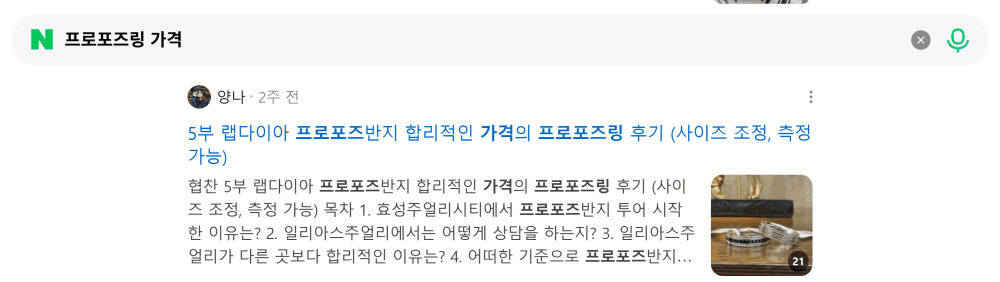 프로포즈링 가격
양나 · 2주 전
5부 랩다이아 프로포즈반지 합리적인 가격의 프로포즈링 후기 (사이즈 조정, 측정
가능)
협찬 5부 랩다이아 프로포즈반지 합리적인 가격의 프로포즈링 후기 (사이
즈 조정, 측정 가능) 목차 1. 효성주얼리시티에서 프로포즈반지 투어 시작
한 이유는? 2. 일리아스주얼리에서는 어떻게 상담을 하는지? 3. 일리아스주
얼리가 다른 곳보다 합리적인 이유는? 4. 어떠한 기준으로 프로포즈반지...
21